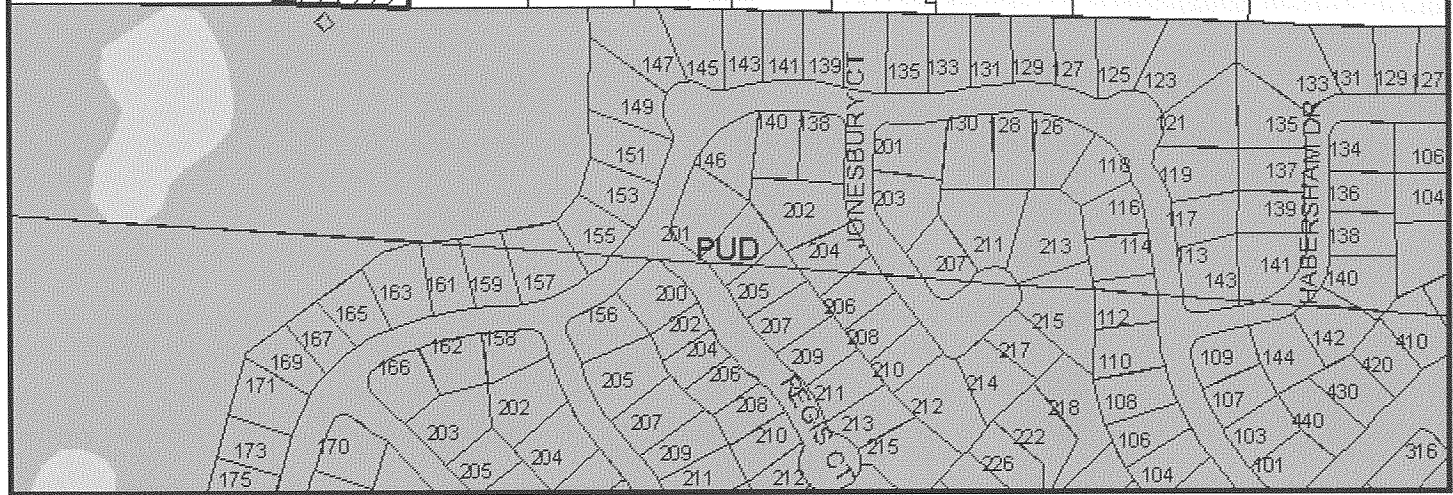 147 145 143 141 139 135 133 131 129 127 125 123 133 131 129 127
149 140 138 201 130 28 126 121 135 134
151 146 118 119 137 106
153 202 203 116 117 139 136 104
155 201 PUD 204 207 211 213 114 113 143 141 138
JONESBURY CT
HABERSHAM DR
163 161 159 157 200 205 206 140
165 156 202 207 208 215 112 142 410
167 162 158 204 209 210 217 110 109 144 420
169 166
171 205 206 211 214 108 107 430
202 208 213 212 218 440
203 207 210 215 222 106 103
173 170 204 209 226 101 316
175 205 211 212 104
REGIS CT